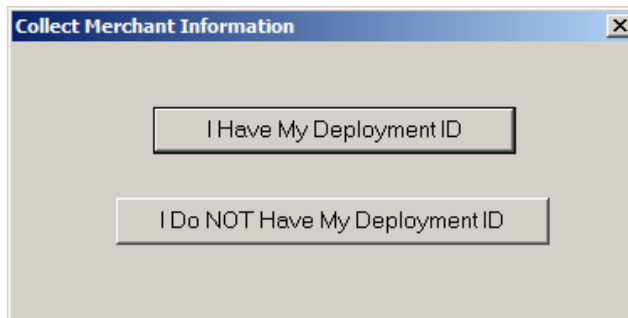 Collect Merchant Information
I Have My Deployment ID
I Do NOT Have My Deployment ID